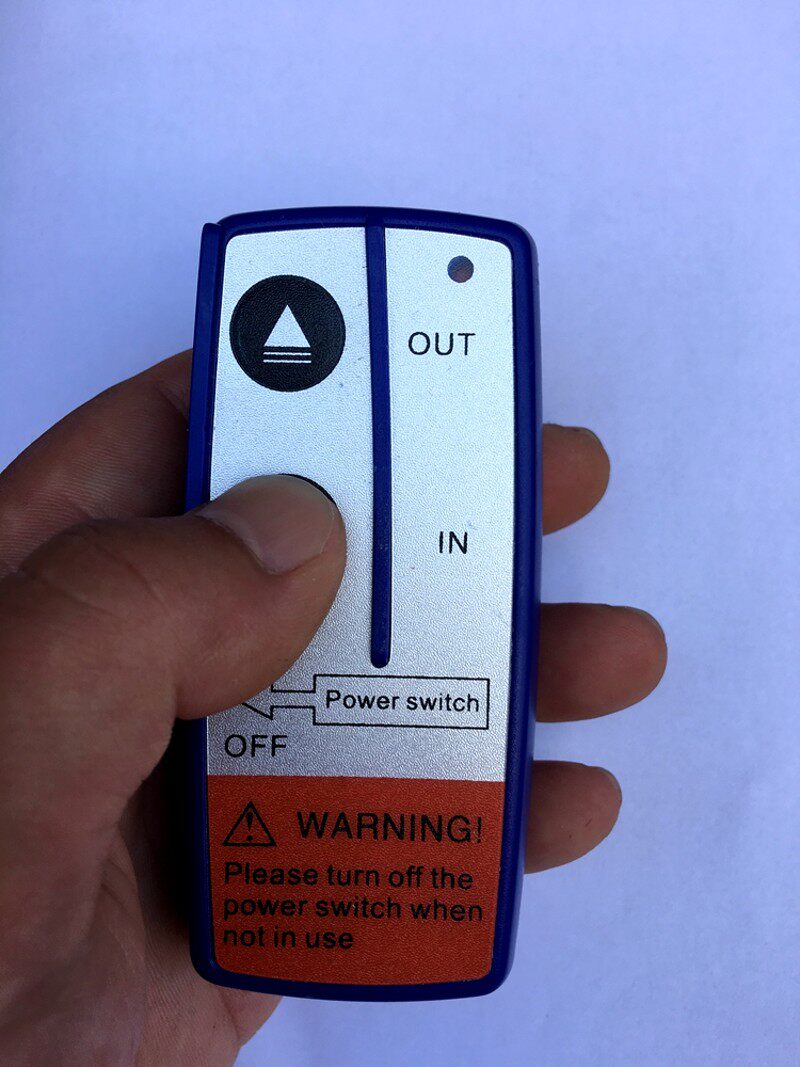 OUT
IN
Power switch
OFF
WARNING!
Please turn off the
power switch when
not in use